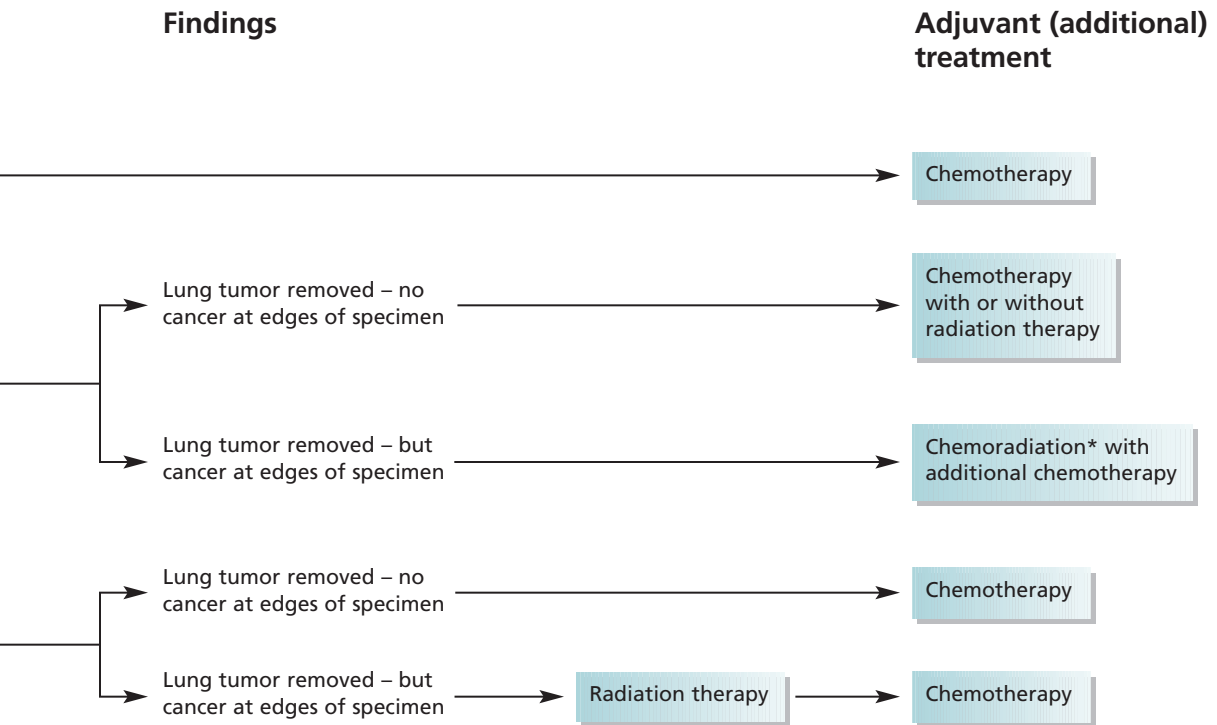 Findings
Adjuvant (additional)
treatment
Chemotherapy
Lung tumor removed – no
cancer at edges of specimen
Chemotherapy
with or without
radiation therapy
Lung tumor removed – but
cancer at edges of specimen
Chemoradiation* with
additional chemotherapy
Lung tumor removed – no
cancer at edges of specimen
Chemotherapy
Lung tumor removed – but
cancer at edges of specimen
Radiation therapy
Chemotherapy